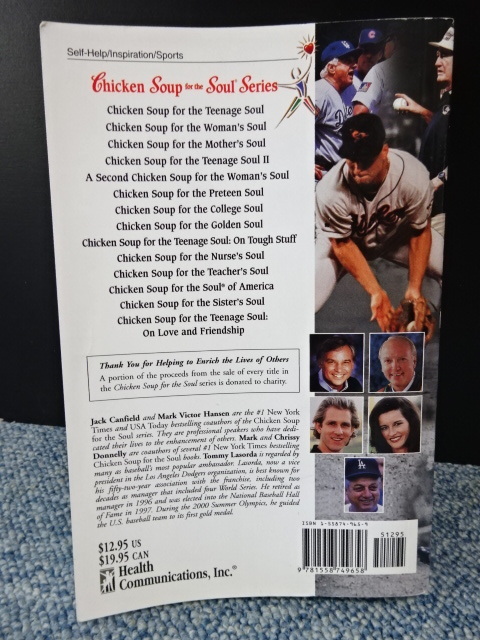 Self-Help/Inspiration/Sports
Chicken Soup for the Soul® Series
Chicken Soup for the Teenage Soul
Chicken Soup for the Woman's Soul
Chicken Soup for the Mother's Soul
Chicken Soup for the Teenage Soul II
A Second Chicken Soup for the Woman's Soul
Chicken Soup for the Preteen Soul
Chicken Soup for the College Soul
Chicken Soup for the Golden Soul
Chicken Soup for the Teenage Soul: On Tough Stuff
Chicken Soup for the Nurse's Soul
Chicken Soup for the Teacher's Soul
Chicken Soup for the Soul® of America
Chicken Soup for the Sister's Soul
Chicken Soup for the Teenage Soul:
On Love and Friendship
Thank You for Helping to Enrich the Lives of Others
A portion of the proceeds from the sale of every title in
the Chicken Soup for the Soul series is donated to charity.
Jack Canfield and Mark Victor Hansen are the #1 New York
Times and USA Today bestselling coauthors of the Chicken Soup
for the Soul series. They are professional speakers who have dedi-
cated their lives to the enhancement of others. Mark and Chrissy
Donnelly are coauthors of several #1 New York Times bestselling
Chicken Soup for the Soul books. Tommy Lasorda is regarded by
many as baseball's most popular ambassador. Lasorda, now a vice
president in the Los Angeles Dodgers organization, is best known for
his fifty-two-year association with the franchise, including two
decades as manager that included four World Series. He retired as
manager in 1996 and was elected into the National Baseball Hall
of Fame in 1997. During the 2000 Summer Olympics, he guided
the U.S. baseball team to its first gold medal.
ISBN 1-55874-965-9
51295
9 781558 749658
$12.95 US
$19.95 CAN
Health
Communications, Inc.®
LA